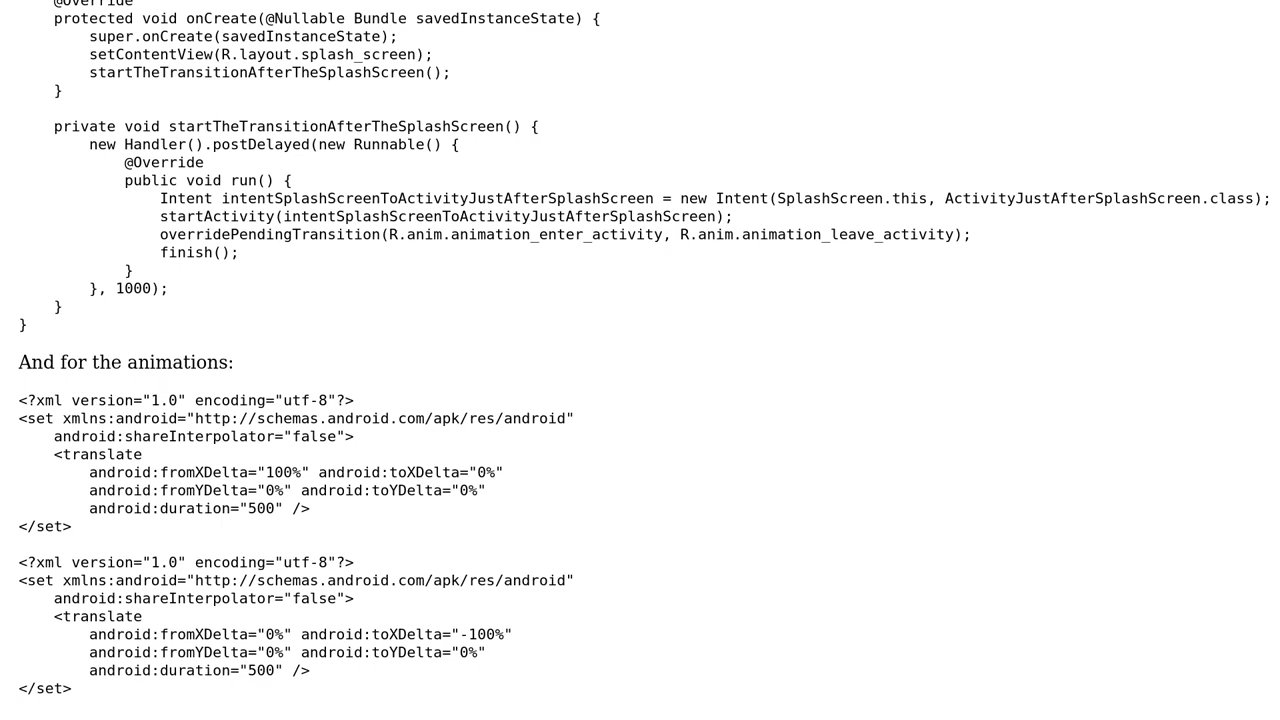 @Override
    protected void onCreate(@Nullable Bundle savedInstanceState) {
        super.onCreate(savedInstanceState);
        setContentView(R.layout.splash_screen);
        startTheTransitionAfterTheSplashScreen();
    }

    private void startTheTransitionAfterTheSplashScreen() {
        new Handler().postDelayed(new Runnable() {
            @Override
            public void run() {
                Intent intentSplashScreenToActivityJustAfterSplashScreen = new Intent(SplashScreen.this, ActivityJustAfterSplashScreen.class);
                startActivity(intentSplashScreenToActivityJustAfterSplashScreen);
                overridePendingTransition(R.anim.animation_enter_activity, R.anim.animation_leave_activity);
                finish();
            }
        }, 1000);
    }
}

And for the animations:

<?xml version="1.0" encoding="utf-8"?>
<set xmlns:android="http://schemas.android.com/apk/res/android"
    android:shareInterpolator="false">
    <translate
        android:fromXDelta="100%" android:toXDelta="0%"
        android:fromYDelta="0%" android:toYDelta="0%"
        android:duration="500" />
</set>

<?xml version="1.0" encoding="utf-8"?>
<set xmlns:android="http://schemas.android.com/apk/res/android"
    android:shareInterpolator="false">
    <translate
        android:fromXDelta="0%" android:toXDelta="-100%"
        android:fromYDelta="0%" android:toYDelta="0%"
        android:duration="500" />
</set>